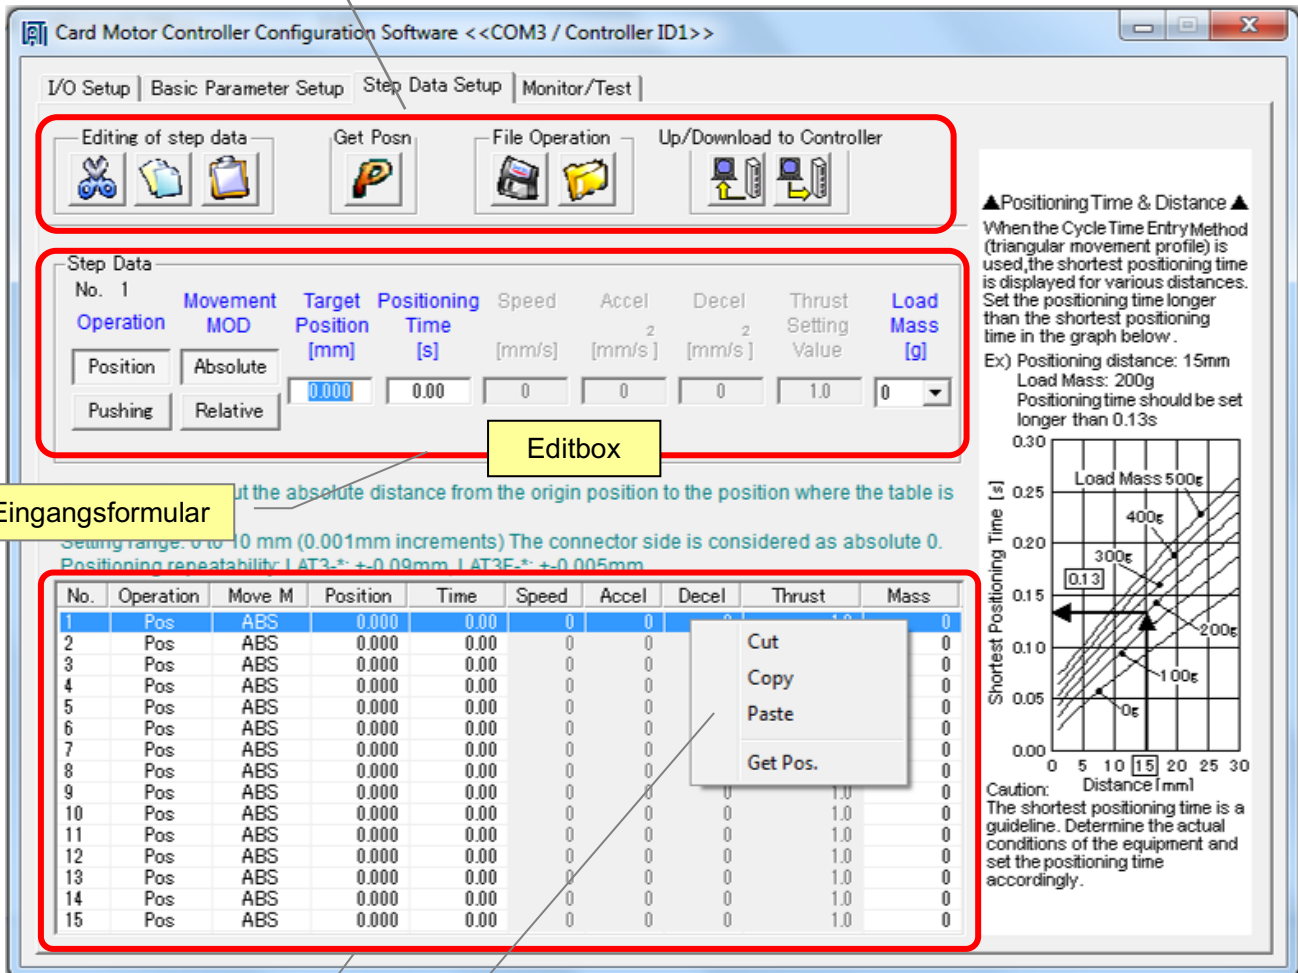 Card Motor Controller Configuration Software <<COM3 / Controller ID1>>
I/O Setup
Basic Parameter Setup
Step Data Setup
Monitor/Test
Editing of step data
Get Posn
File Operation
Up/Download to Controller
Step Data
No. 1
Operation
Movement MOD
Target Position [mm]
Positioning Time [s]
Speed [mm/s]
Accel [mm/s2]
Decel [mm/s2]
Thrust Setting Value
Load Mass [g]
Position Absolute
Pushing Relative
0.000 0.00 0 0 0 1.0 0
Editbox
Eingangsformular
ut the absolute distance from the origin position to the position where the table is
Setting range: 0 to 10 mm (0.001mm increments) The connector side is considered as absolute 0.
Positioning repeatability: LAT3-*: +-0.09mm, LAT3F-*: +-0.005mm
No. Operation Move M Position Time Speed Accel Decel Thrust Mass
1 Pos ABS 0.000 0.00 0 0 0 1.0 0
2 Pos ABS 0.000 0.00 0 0 0
3 Pos ABS 0.000 0.00 0 0 0
4 Pos ABS 0.000 0.00 0 0 0
5 Pos ABS 0.000 0.00 0 0 0
6 Pos ABS 0.000 0.00 0 0 0
7 Pos ABS 0.000 0.00 0 0 0
8 Pos ABS 0.000 0.00 0 0 0
9 Pos ABS 0.000 0.00 0 0 0 1.0 0
10 Pos ABS 0.000 0.00 0 0 0 1.0 0
11 Pos ABS 0.000 0.00 0 0 0 1.0 0
12 Pos ABS 0.000 0.00 0 0 0 1.0 0
13 Pos ABS 0.000 0.00 0 0 0 1.0 0
14 Pos ABS 0.000 0.00 0 0 0 1.0 0
15 Pos ABS 0.000 0.00 0 0 0 1.0 0
Cut
Copy
Paste
Get Pos.
▲Positioning Time & Distance▲
When the Cycle Time Entry Method
(triangular movement profile) is
used,the shortest positioning time
is displayed for various distances.
Set the positioning time longer
than the shortest positioning
time in the graph below.
Ex) Positioning distance: 15mm
Load Mass: 200g
Positioning time should be set
longer than 0.13s
Shortest Positioning Time [s]
0.30
0.25
0.20
0.15
0.10
0.05
0.00
Load Mass 500g
400g
300g
0.13
200g
100g
0g
0 5 10 15 20 25 30
Distance [mm]
Caution:
The shortest positioning time is a
guideline. Determine the actual
conditions of the equipment and
set the positioning time
accordingly.